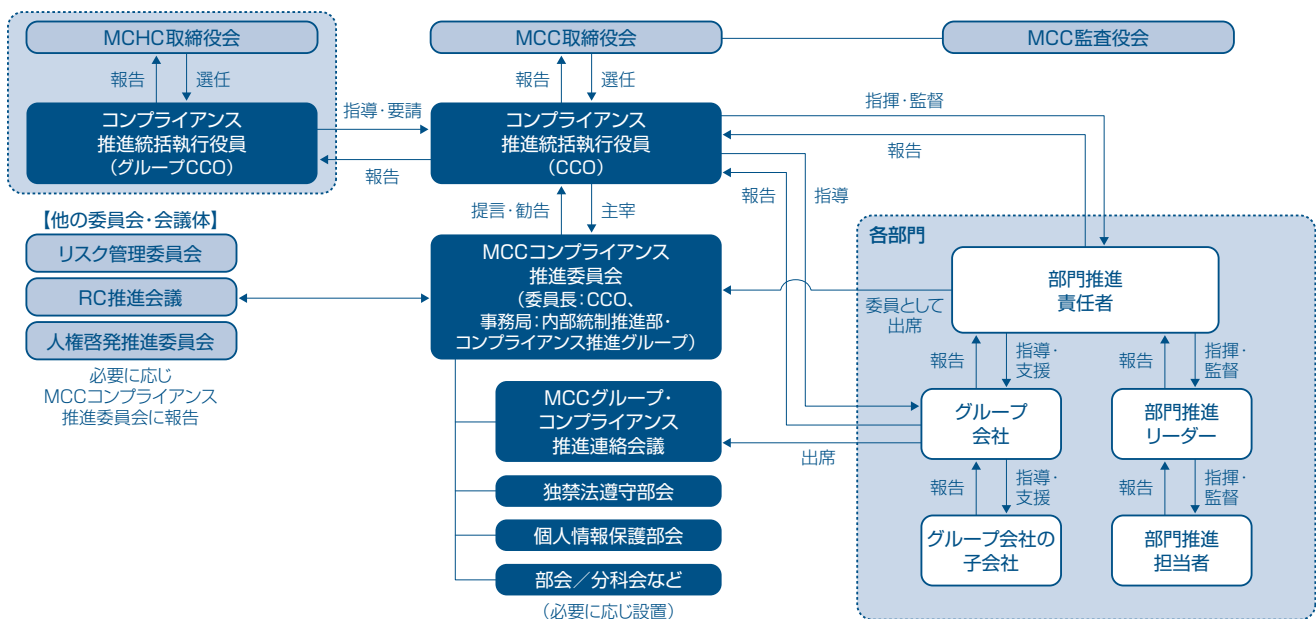 MCHC取締役会
MCC取締役会
MCC監査役会
報告
選任
報告
選任
コンプライアンス
推進統括執行役員
（グループCCO）
指導・要請
報告
コンプライアンス
推進統括執行役員
（CCO）
指揮・監督
報告
報告
指導
提言・勧告
主宰
【他の委員会・会議体】
リスク管理委員会
RC推進会議
人権啓発推進委員会
必要に応じ
MCCコンプライアンス
推進委員会に報告
MCCコンプライアンス
推進委員会
（委員長：CCO、
事務局：内部統制推進部・
コンプライアンス推進グループ）
各部門
部門推進
責任者
委員として
出席
報告
指導・
支援
報告
指揮・
監督
MCCグループ・
コンプライアンス
推進連絡会議
グループ
会社
部門推進
リーダー
出席
報告
指導・
支援
報告
指揮・
監督
独禁法遵守部会
個人情報保護部会
部会／分科会など
（必要に応じ設置）
グループ会社の
子会社
部門推進
担当者